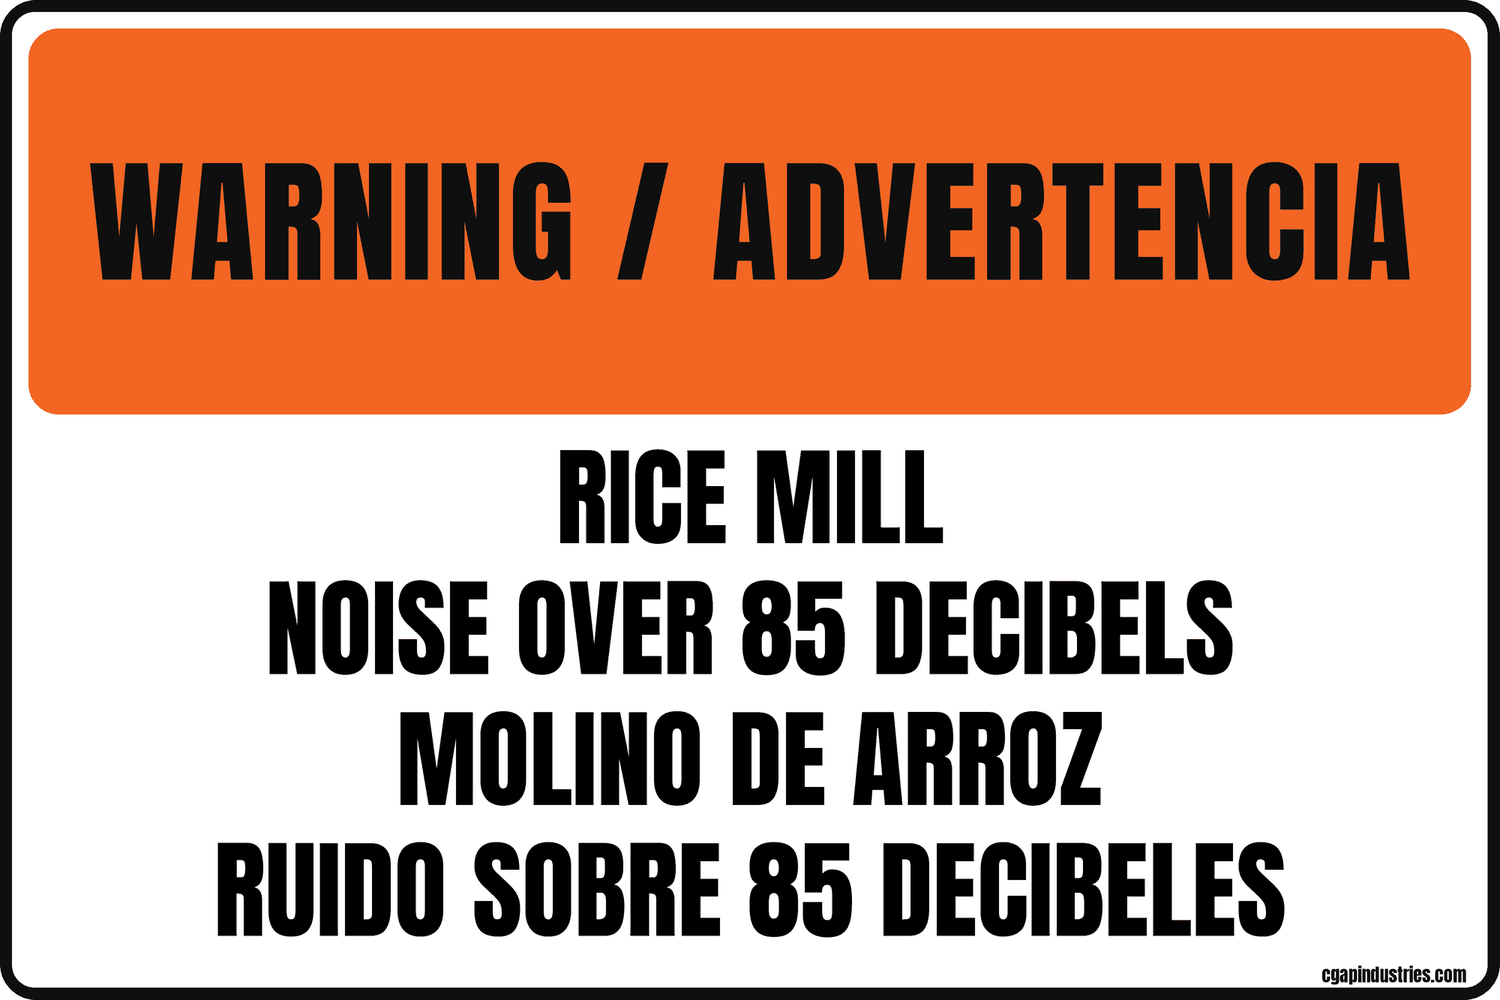 WARNING / ADVERTENCIA
RICE MILL
NOISE OVER 85 DECIBELS
MOLINO DE ARROZ
RUIDO SOBRE 85 DECIBELES
cgapindustries.com